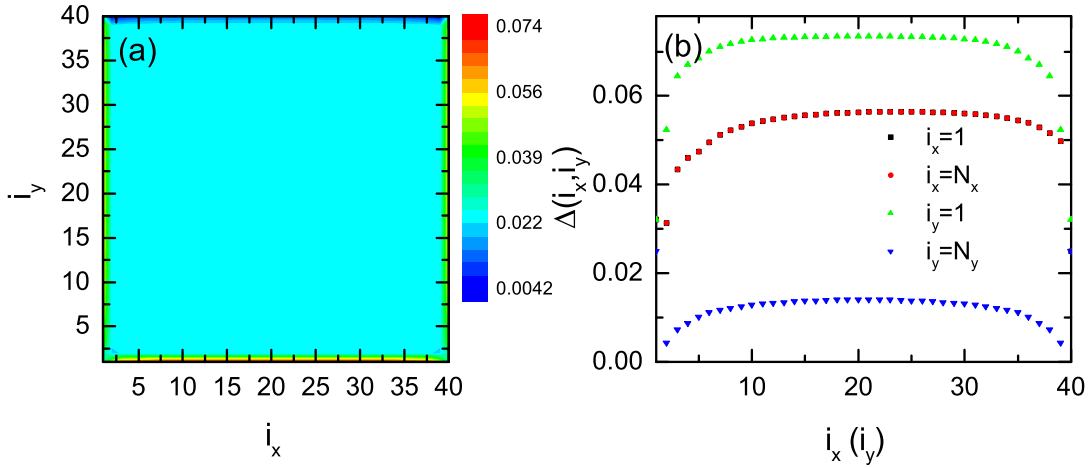 (a)
i_y
40
35
30
25
20
15
10
5
5 10 15 20 25 30 35 40
i_x
0.074
0.056
0.039
0.022
0.0042
(b)
Δ(i_x,i_y)
0.06
0.04
0.02
0.00
i_x=1
i_x=N_x
i_y=1
i_y=N_y
10 20 30 40
i_x (i_y)